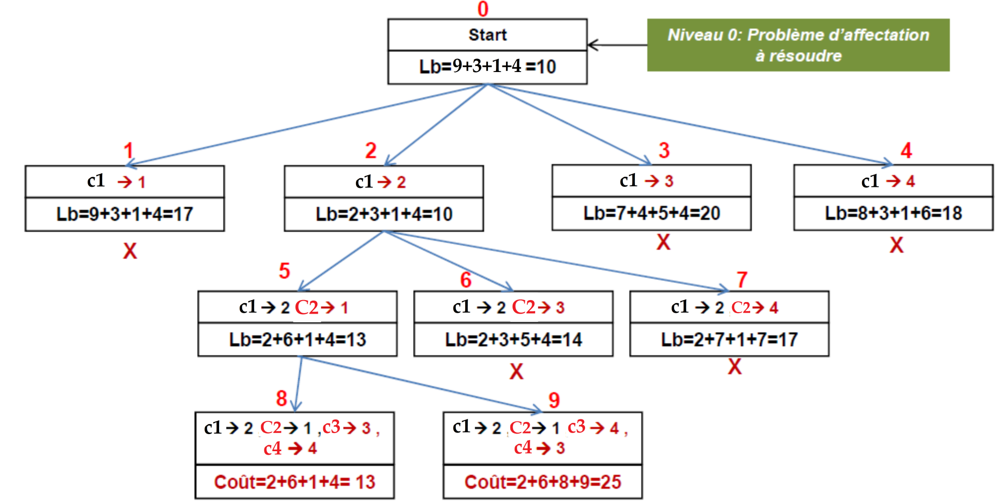 0
Start
Lb=9+3+1+4 =10
Niveau 0: Problème d'affectation
à résoudre
1
c1 → 1
Lb=9+3+1+4=17
X
2
c1 → 2
Lb=2+3+1+4=10
3
c1 → 3
Lb=7+4+5+4=20
X
4
c1 → 4
Lb=8+3+1+6=18
X
5
c1 → 2 C2 → 1
Lb=2+6+1+4=13
6
c1 → 2 C2 → 3
Lb=2+3+5+4=14
X
7
c1 → 2 C2 → 4
Lb=2+7+1+7=17
X
8
c1 → 2 C2 → 1 ,c3 → 3 ,
c4 → 4
Coût=2+6+1+4= 13
9
c1 → 2 C2 → 1 c3 → 4 ,
c4 → 3
Coût=2+6+8+9=25